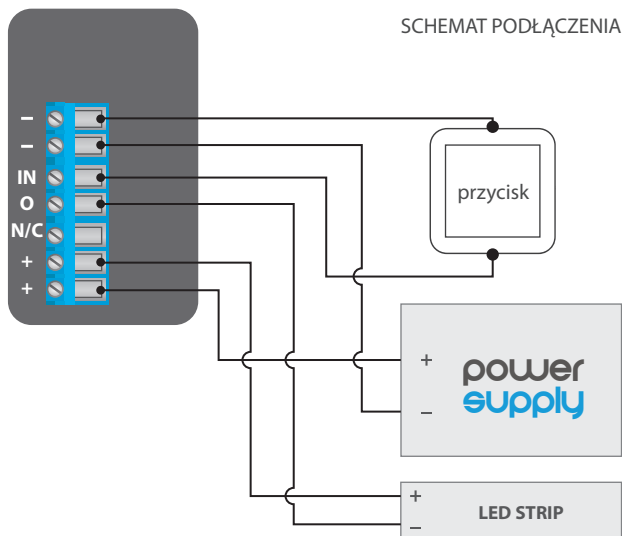 SCHEMAT PODŁĄCZENIA
–
–
IN
O
N/C
+
+
przycisk
+
–
power
supply
+
–
LED STRIP